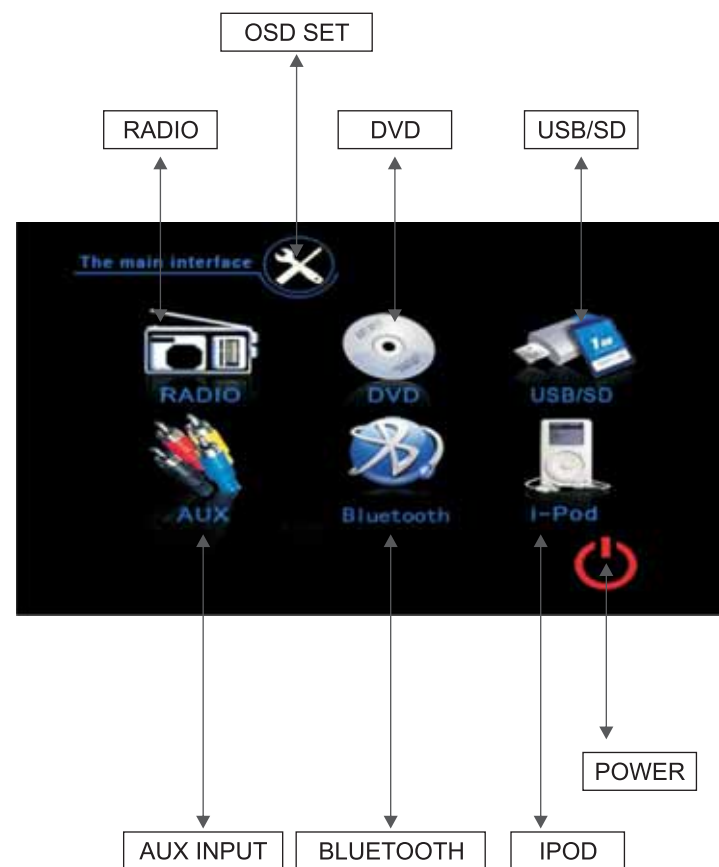 OSD SET
RADIO DVD USB/SD
The main interface
RADIO DVD USB/SD
AUX Bluetooth i-Pod
POWER
AUX INPUT BLUETOOTH IPOD